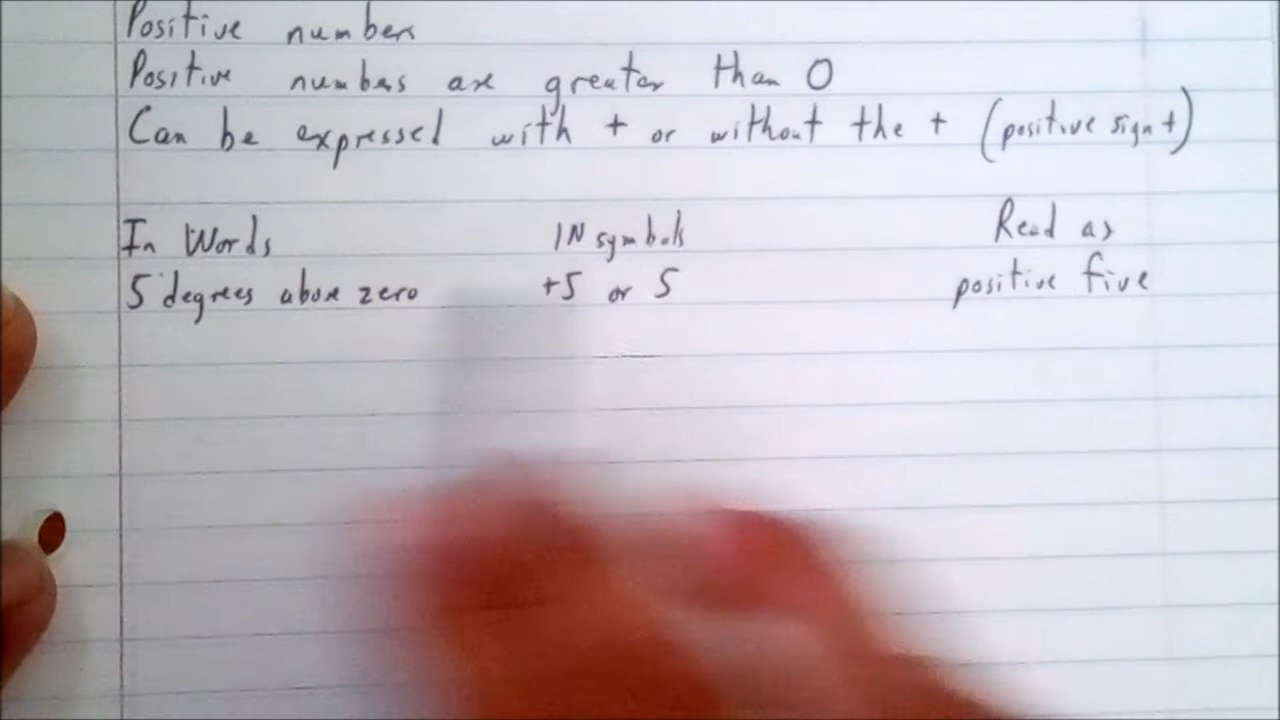 Positive numbers
Positive numbers are greater than 0
Can be expressed with + or without the + (positive sign +)
In Words IN symbols Read as
5 degrees above zero +5 or 5 positive five